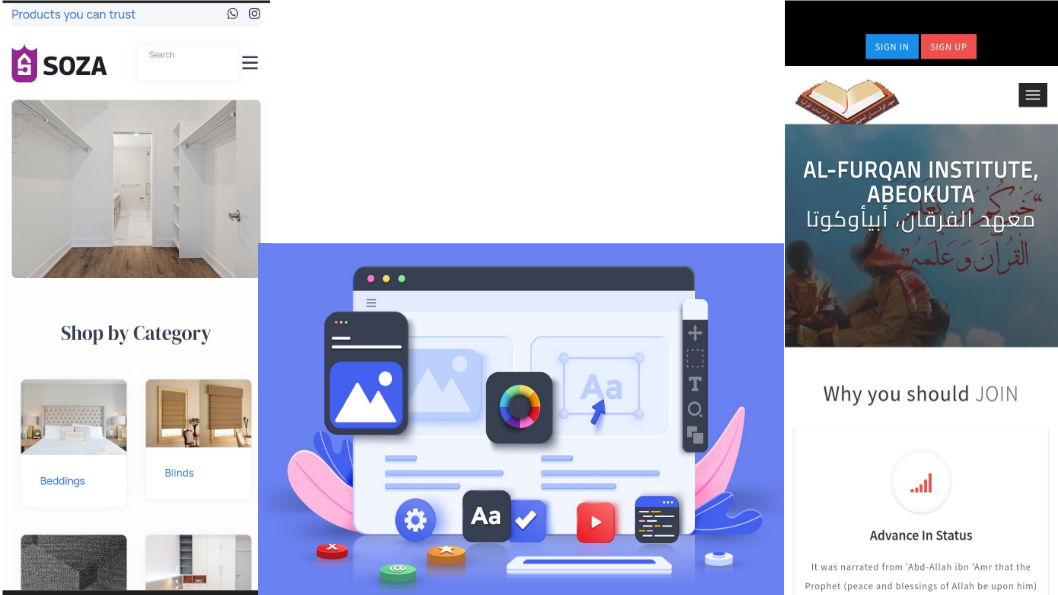 Products you can trust
SOZA
Search
Shop by Category
Beddings
Blinds
Aa
Aa
T
SIGN IN
SIGN UP
AL-FURQAN INSTITUTE,
ABEOKUTA
معهد الفرقان، أبيأوكوتا
Why you should JOIN
Advance In Status
It was narrated from 'Abd-Allah ibn 'Amr that the
Prophet (peace and blessings of Allah be upon him)